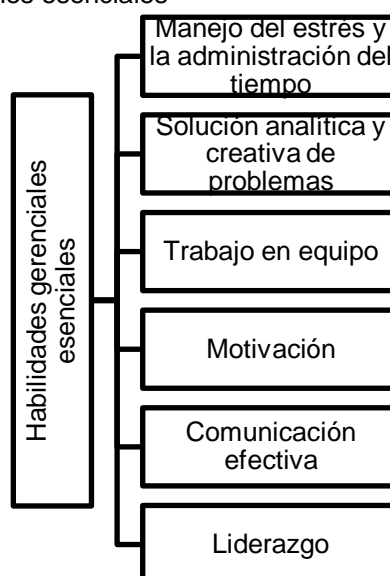 Manejo del estrés y
la administración del
tiempo
Solución analítica y
creativa de
problemas
Trabajo en equipo
Motivación
Comunicación
efectiva
Liderazgo
Habilidades gerenciales
esenciales